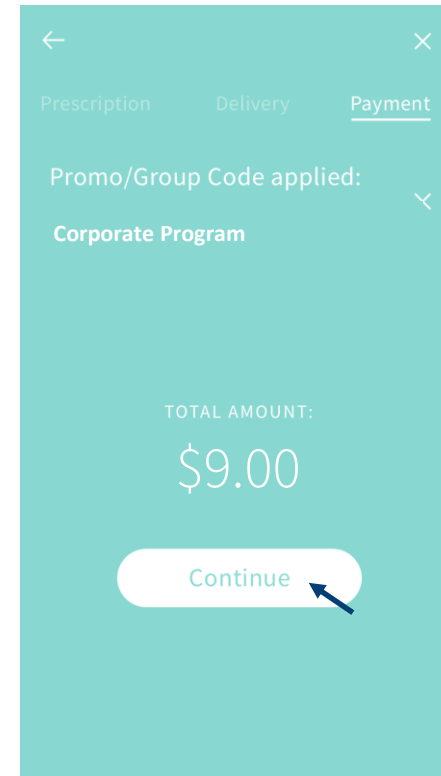 Prescription Delivery Payment
Promo/Group Code applied:
Corporate Program
TOTAL AMOUNT:
$9.00
Continue